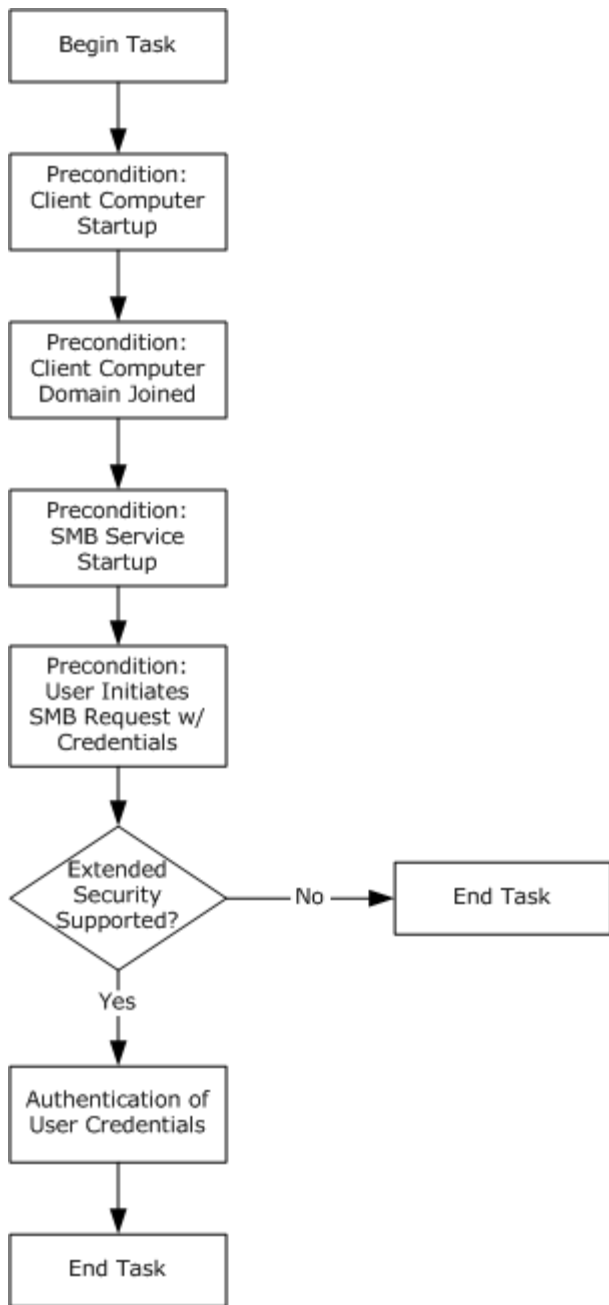 Begin Task
Precondition:
Client Computer
Startup
Precondition:
Client Computer
Domain Joined
Precondition:
SMB Service
Startup
Precondition:
User Initiates
SMB Request w/
Credentials
Extended
Security
Supported?
No
End Task
Yes
Authentication of
User Credentials
End Task